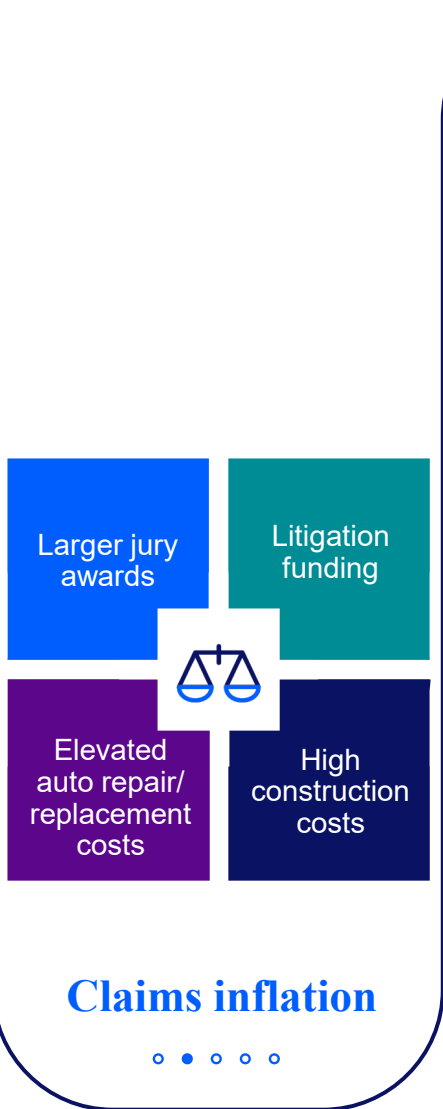 Larger jury
awards
Litigation
funding
Elevated
auto repair/
replacement
costs
High
construction
costs
Claims inflation